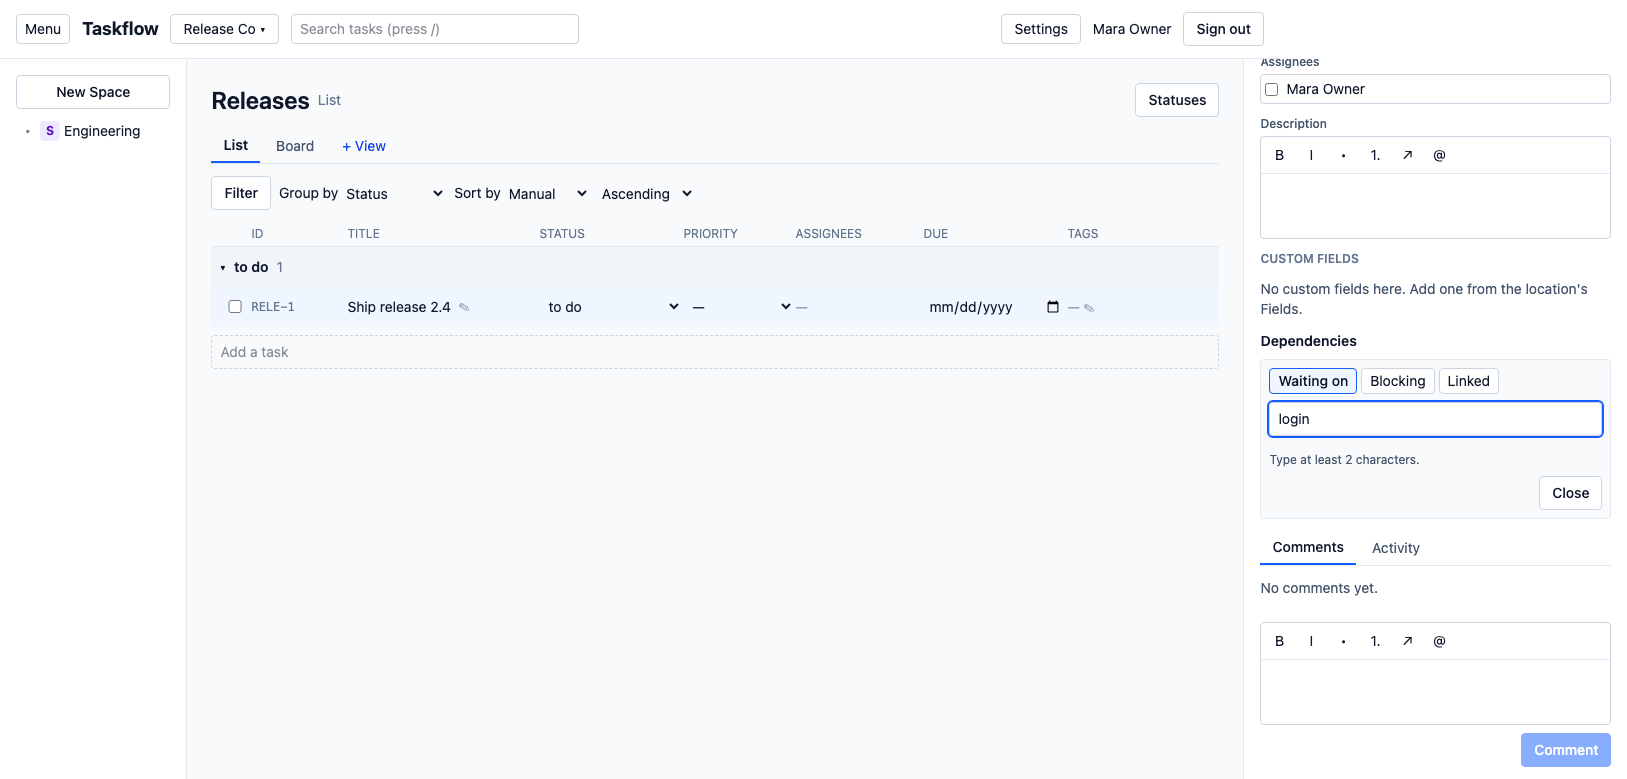 Menu Taskflow Release Co ▾ Search tasks (press /) Settings Mara Owner Sign out
New Space
▸ S Engineering
Releases List Statuses
List Board + View
Filter Group by Status Sort by Manual Ascending
ID TITLE STATUS PRIORITY ASSIGNEES DUE TAGS
▾ to do 1
RELE-1 Ship release 2.4 ✎ to do — — mm/dd/yyyy — ✎
Add a task
Assignees
Mara Owner
Description
B I • 1. ↗ @
CUSTOM FIELDS
No custom fields here. Add one from the location's
Fields.
Dependencies
Waiting on Blocking Linked
login
Type at least 2 characters.
Close
Comments Activity
No comments yet.
B I • 1. ↗ @
Comment